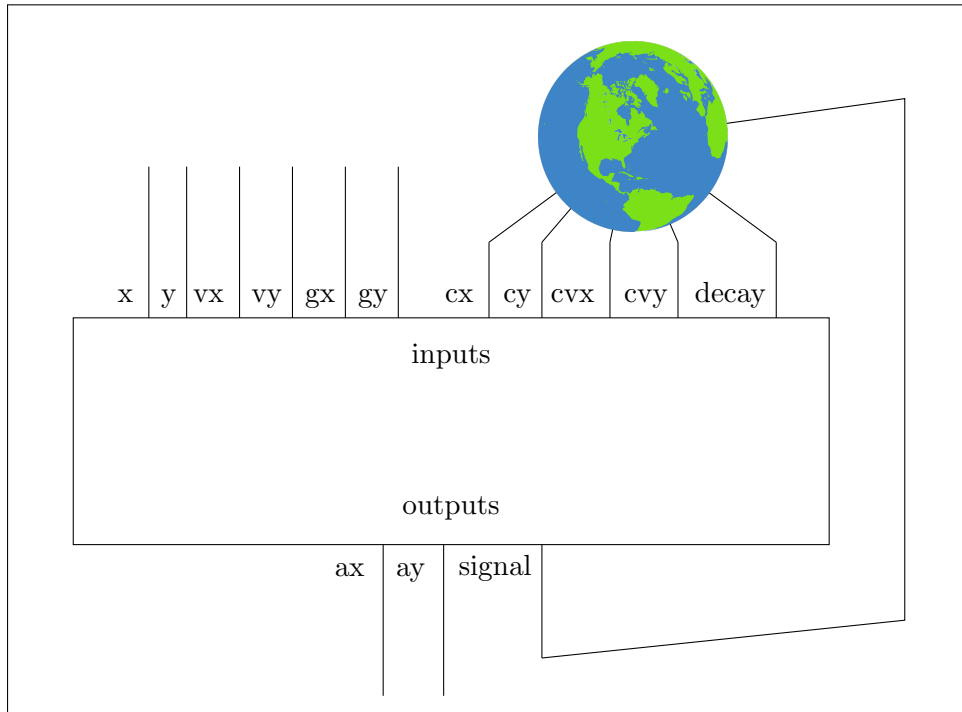 x y vx vy gx gy cx cy cvx cvy decay
inputs
outputs
ax ay signal